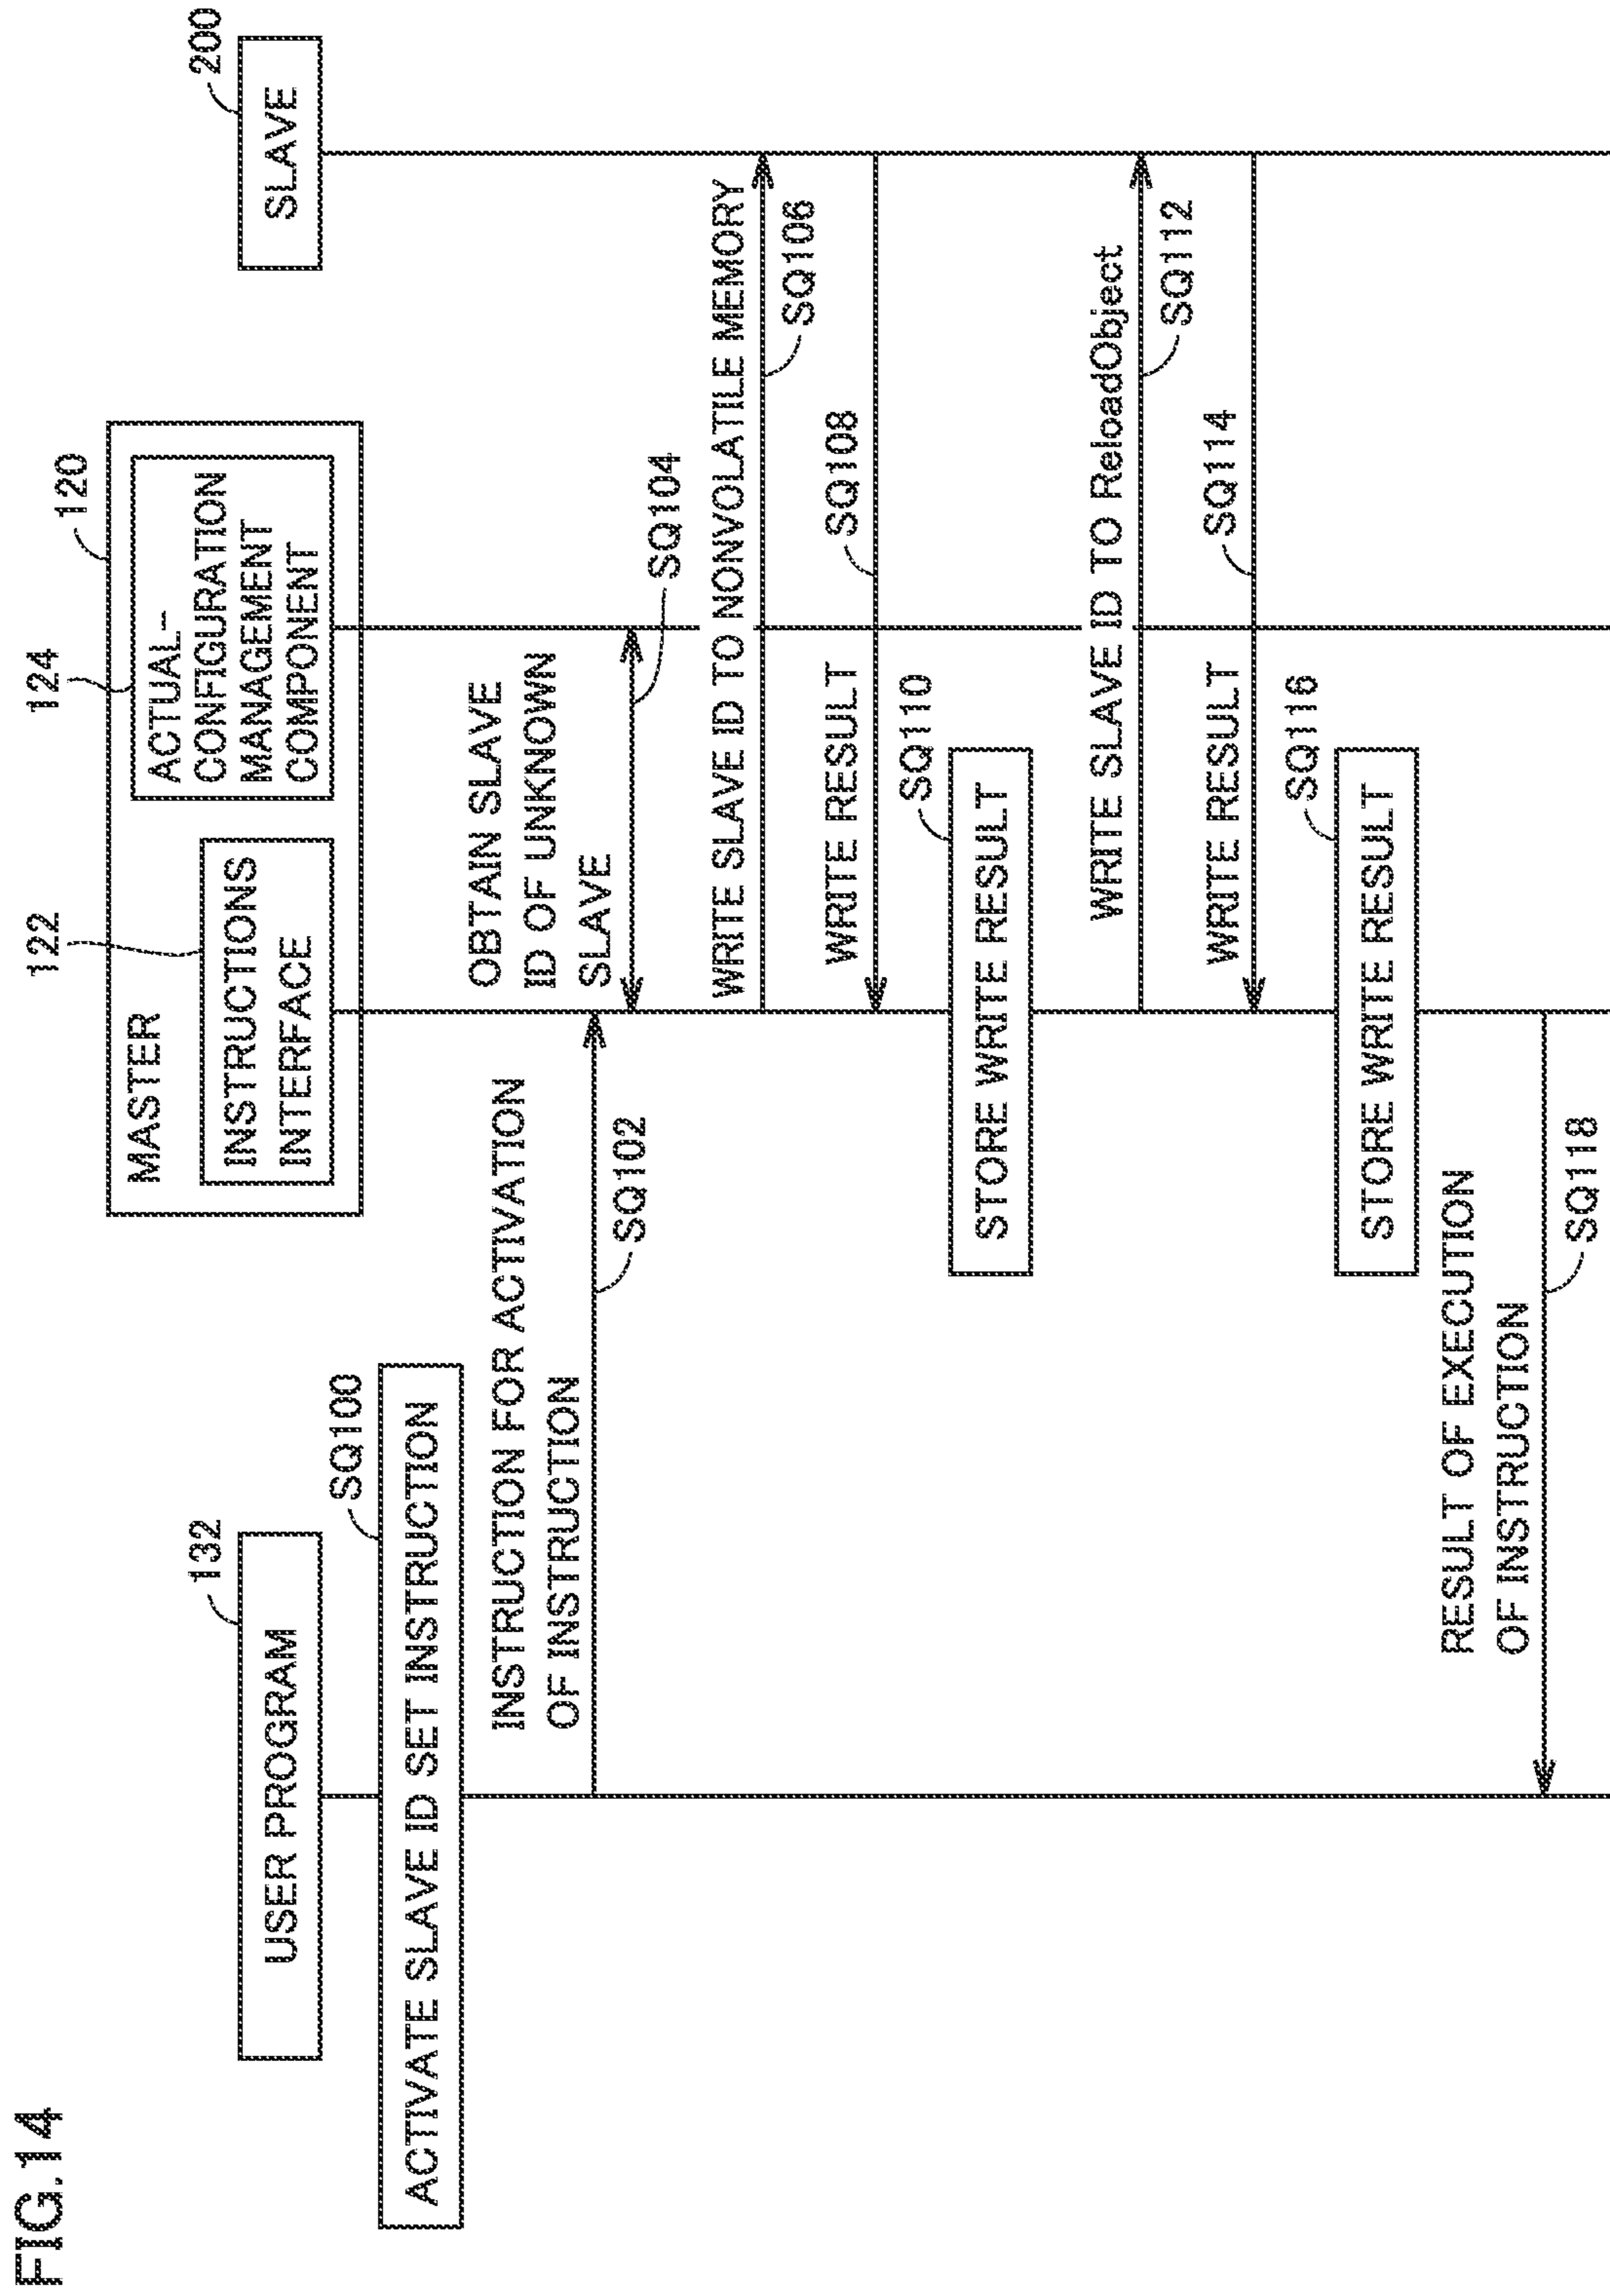 FIG.14
132
USER PROGRAM
120
MASTER
122
INSTRUCTIONS
INTERFACE
124
ACTUAL-
CONFIGURATION
MANAGEMENT
COMPONENT
200
SLAVE
SQ100
ACTIVATE SLAVE ID SET INSTRUCTION
INSTRUCTION FOR ACTIVATION
OF INSTRUCTION
SQ102
OBTAIN SLAVE
ID OF UNKNOWN
SLAVE
SQ104
WRITE SLAVE ID TO NONVOLATILE MEMORY
SQ106
WRITE RESULT
SQ108
SQ110
STORE WRITE RESULT
WRITE SLAVE ID TO ReloadObject
SQ112
WRITE RESULT
SQ114
SQ116
STORE WRITE RESULT
RESULT OF EXECUTION
OF INSTRUCTION
SQ118